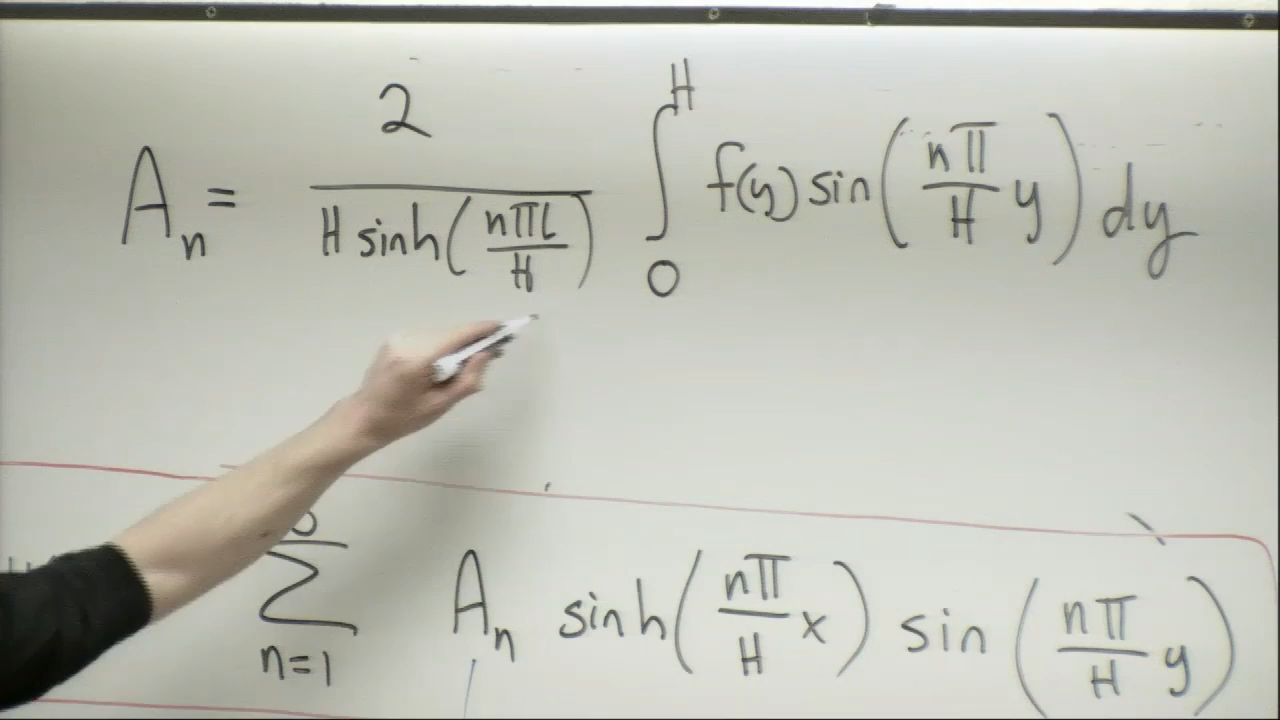 A_n = 2 / (H sinh(nπL/H)) ∫_0^H f(y) sin(nπ/H y) dy
∑_{n=1}^∞ A_n sinh(nπ/H x) sin(nπ/H y)